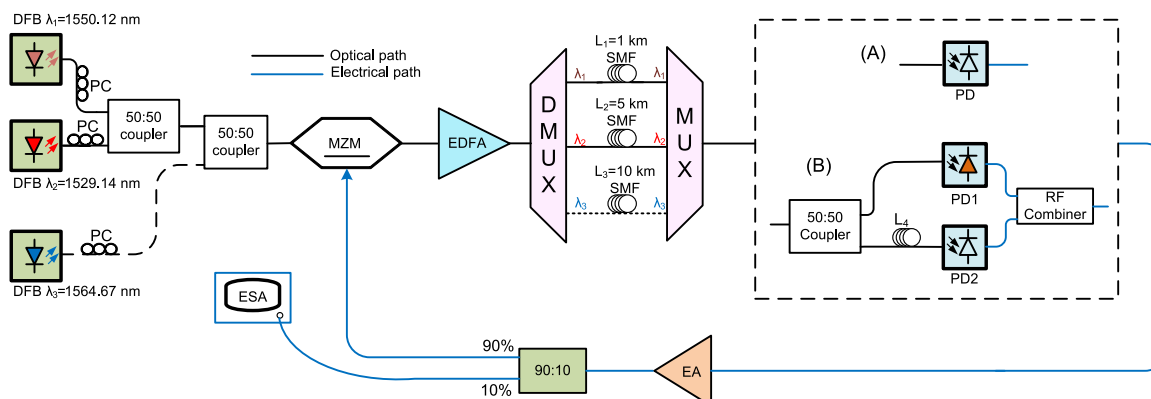 DFB λ1=1550.12 nm
PC
50:50
coupler
PC
DFB λ2=1529.14 nm
PC
DFB λ3=1564.67 nm
50:50
coupler
Optical path
Electrical path
MZM
EDFA
DMUX
L1=1 km
SMF
λ1
λ1
L2=5 km
SMF
λ2
λ2
L3=10 km
SMF
λ3
λ3
MUX
(A)
PD
(B)
50:50
Coupler
L4
PD1
PD2
RF
Combiner
ESA
90%
10%
90:10
EA